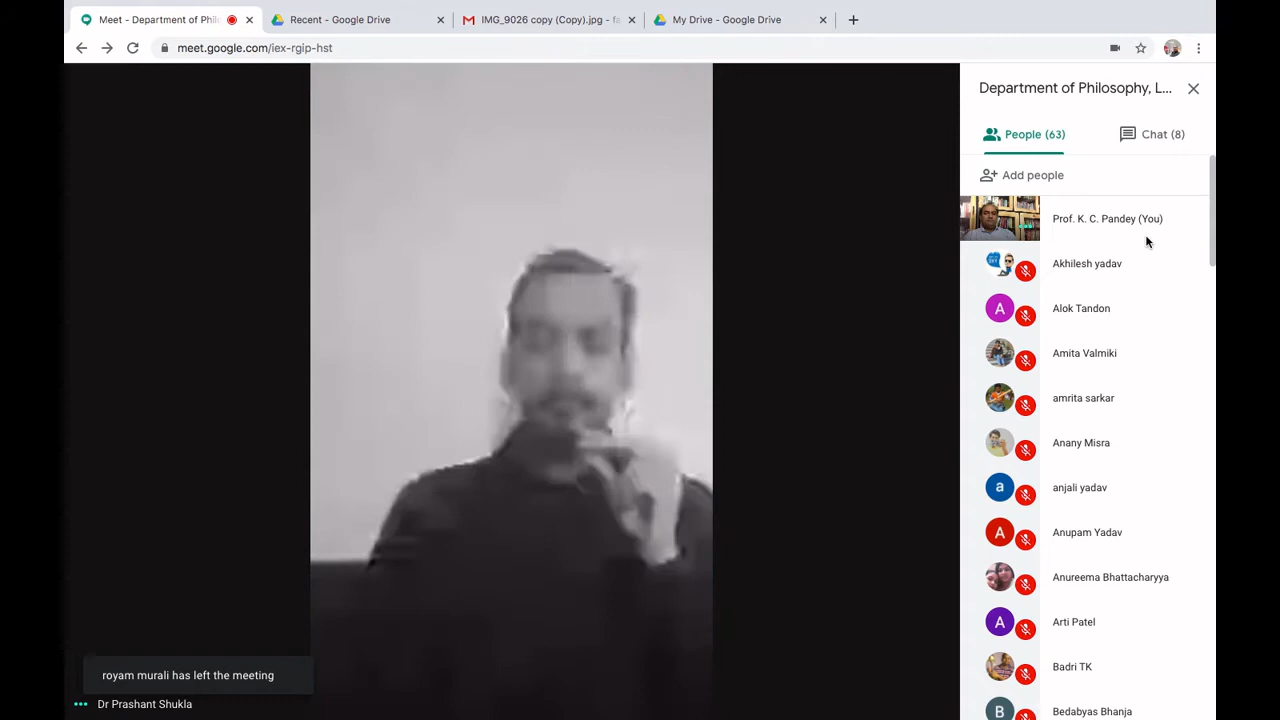 Meet - Department of Phil
Recent - Google Drive
IMG_9026 copy (Copy).jpg - fa
My Drive - Google Drive
meet.google.com/iex-rgip-hst
Department of Philosophy, L...
People (63)
Chat (8)
Add people
Prof. K. C. Pandey (You)
Akhilesh yadav
A
Alok Tandon
Amita Valmiki
amrita sarkar
Anany Misra
a
anjali yadav
A
Anupam Yadav
Anureema Bhattacharyya
A
Arti Patel
Badri TK
B
Bedabyas Bhanja
royam murali has left the meeting
Dr Prashant Shukla